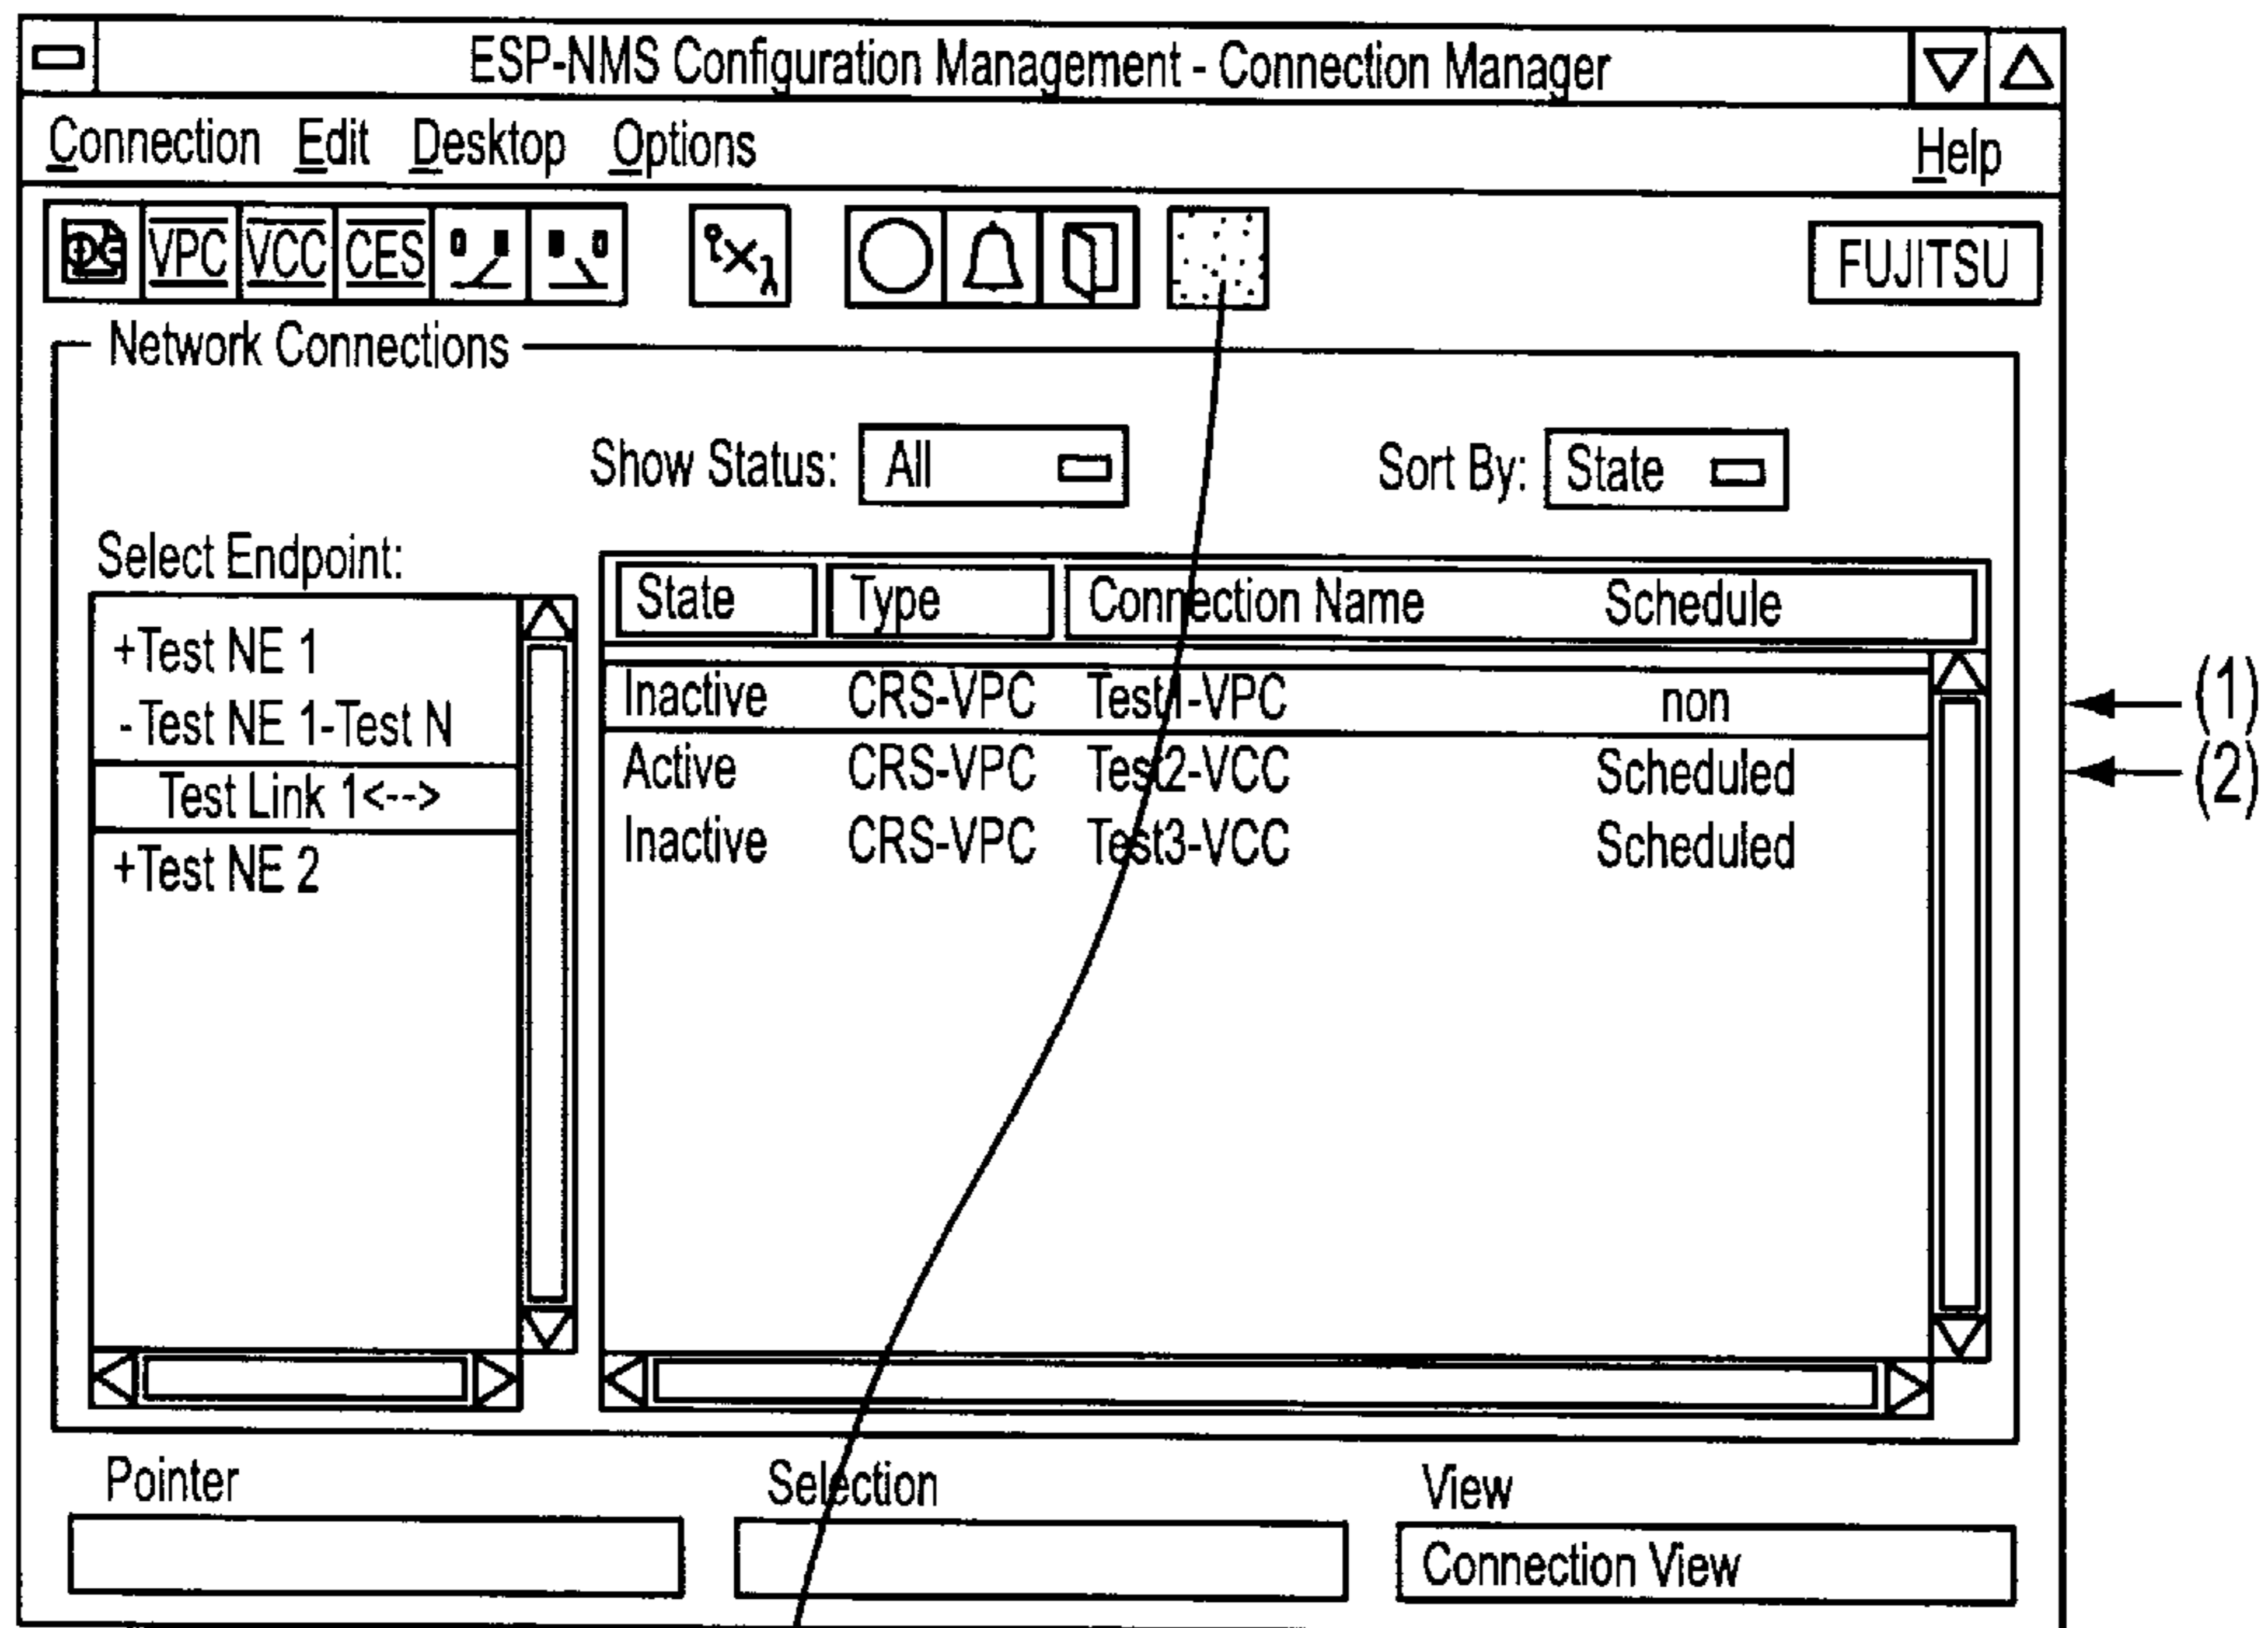 ESP-NMS Configuration Management - Connection Manager
Connection Edit Desktop Options Help
VPC VCC CES FUJITSU
Network Connections
Show Status: All Sort By: State
Select Endpoint:
+Test NE 1
-Test NE 1-Test N
Test Link 1<-->
+Test NE 2
State Type Connection Name Schedule
Inactive CRS-VPC Test1-VPC non (1)
Active CRS-VPC Test2-VCC Scheduled (2)
Inactive CRS-VPC Test3-VCC Scheduled
Pointer Selection View
Connection View